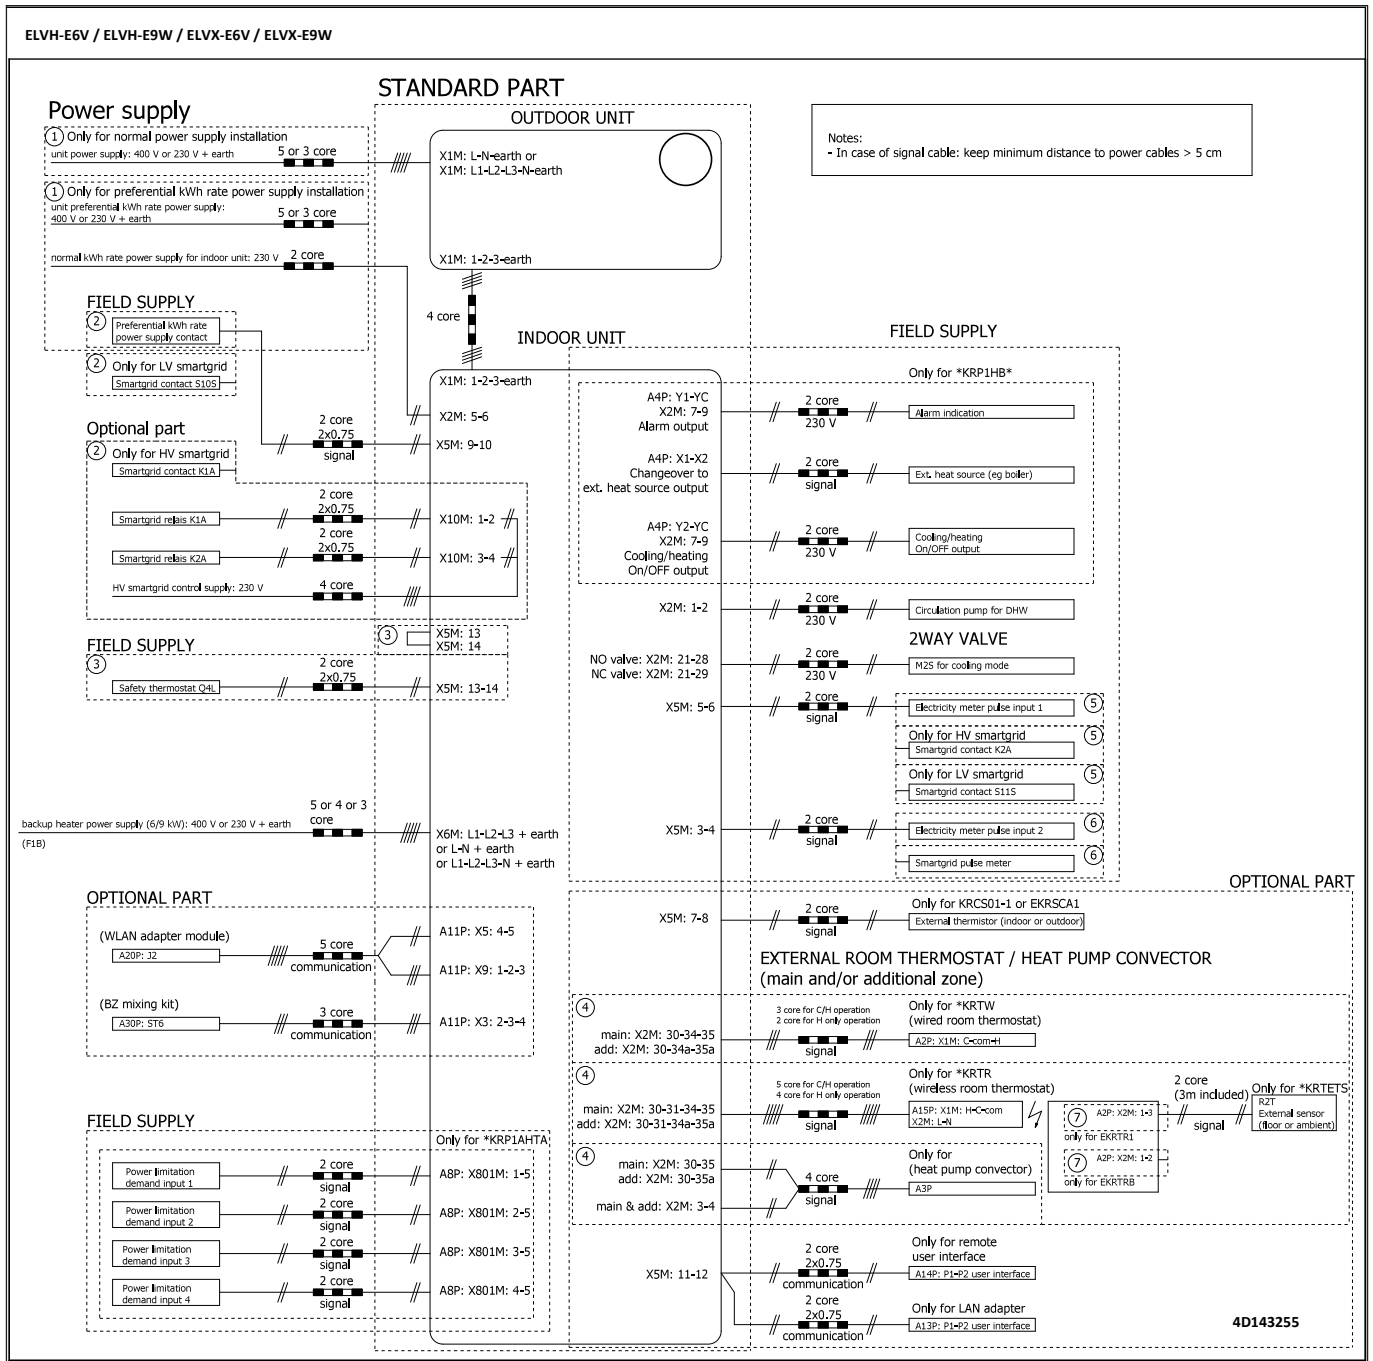 ELVH-E6V / ELVH-E9W / ELVX-E6V / ELVX-E9W
STANDARD PART
Power supply
1 Only for normal power supply installation
unit power supply: 400 V or 230 V + earth
5 or 3 core
1 Only for preferential kWh rate power supply installation
unit preferential kWh rate power supply:
400 V or 230 V + earth
5 or 3 core
normal kWh rate power supply for indoor unit: 230 V
2 core
FIELD SUPPLY
2
Preferential kWh rate
power supply contact
2 Only for LV smartgrid
Smartgrid contact S10S
Optional part
2 Only for HV smartgrid
Smartgrid contact K1A
2 core
2x0.75
signal
Smartgrid relais K1A
2 core
2x0.75
Smartgrid relais K2A
2 core
2x0.75
HV smartgrid control supply: 230 V
4 core
FIELD SUPPLY
3
Safety thermostat Q4L
2 core
2x0.75
backup heater power supply (6/9 kW): 400 V or 230 V + earth
(F1B)
5 or 4 or 3
core
OPTIONAL PART
(WLAN adapter module)
A20P: J2
5 core
communication
(BZ mixing kit)
A30P: ST6
3 core
communication
FIELD SUPPLY
Only for *KRP1AHTA
Power limitation
demand input 1
2 core
signal
A8P: X801M: 1-5
Power limitation
demand input 2
2 core
signal
A8P: X801M: 2-5
Power limitation
demand input 3
2 core
signal
A8P: X801M: 3-5
Power limitation
demand input 4
2 core
signal
A8P: X801M: 4-5
OUTDOOR UNIT
X1M: L-N-earth or
X1M: L1-L2-L3-N-earth
X1M: 1-2-3-earth
4 core
INDOOR UNIT
X1M: 1-2-3-earth
X2M: 5-6
X5M: 9-10
X10M: 1-2
X10M: 3-4
3
X5M: 13
X5M: 14
X5M: 13-14
X6M: L1-L2-L3 + earth
or L-N + earth
or L1-L2-L3-N + earth
A11P: X5: 4-5
A11P: X9: 1-2-3
A11P: X3: 2-3-4
Notes:
- In case of signal cable: keep minimum distance to power cables > 5 cm
FIELD SUPPLY
Only for *KRP1HB*
A4P: Y1-YC
X2M: 7-9
Alarm output
2 core
230 V
Alarm indication
A4P: X1-X2
Changeover to
ext. heat source output
2 core
signal
Ext. heat source (eg boiler)
A4P: Y2-YC
X2M: 7-9
Cooling/heating
On/OFF output
2 core
230 V
Cooling/heating
On/OFF output
X2M: 1-2
2 core
230 V
Circulation pump for DHW
2WAY VALVE
NO valve: X2M: 21-28
NC valve: X2M: 21-29
2 core
230 V
M2S for cooling mode
X5M: 5-6
2 core
signal
Electricity meter pulse input 1
5
Only for HV smartgrid
5
Smartgrid contact K2A
Only for LV smartgrid
5
Smartgrid contact S11S
X5M: 3-4
2 core
signal
Electricity meter pulse input 2
6
Smartgrid pulse meter
6
OPTIONAL PART
X5M: 7-8
2 core
signal
Only for KRCS01-1 or EKRSCA1
External thermistor (indoor or outdoor)
EXTERNAL ROOM THERMOSTAT / HEAT PUMP CONVECTOR
(main and/or additional zone)
4
main: X2M: 30-34-35
add: X2M: 30-34a-35a
3 core for C/H operation
2 core for H only operation
signal
Only for *KRTW
(wired room thermostat)
A2P: X1M: C-com-H
4
main: X2M: 30-31-34-35
add: X2M: 30-31-34a-35a
5 core for C/H operation
4 core for H only operation
signal
Only for *KRTR
(wireless room thermostat)
A15P: X1M: H-C-com
X2M: L-N
7 A2P: X2M: 1-3
only for EKRTR1
7 A2P: X2M: 1-2
only for EKRTRB
2 core
(3m included)
signal
Only for *KRTETS
R2T
External sensor
(floor or ambient)
4
main: X2M: 30-35
add: X2M: 30-35a
main & add: X2M: 3-4
4 core
signal
Only for
(heat pump convector)
A3P
X5M: 11-12
2 core
2x0.75
communication
Only for remote
user interface
A14P: P1-P2 user interface
2 core
2x0.75
communication
Only for LAN adapter
A13P: P1-P2 user interface
4D143255